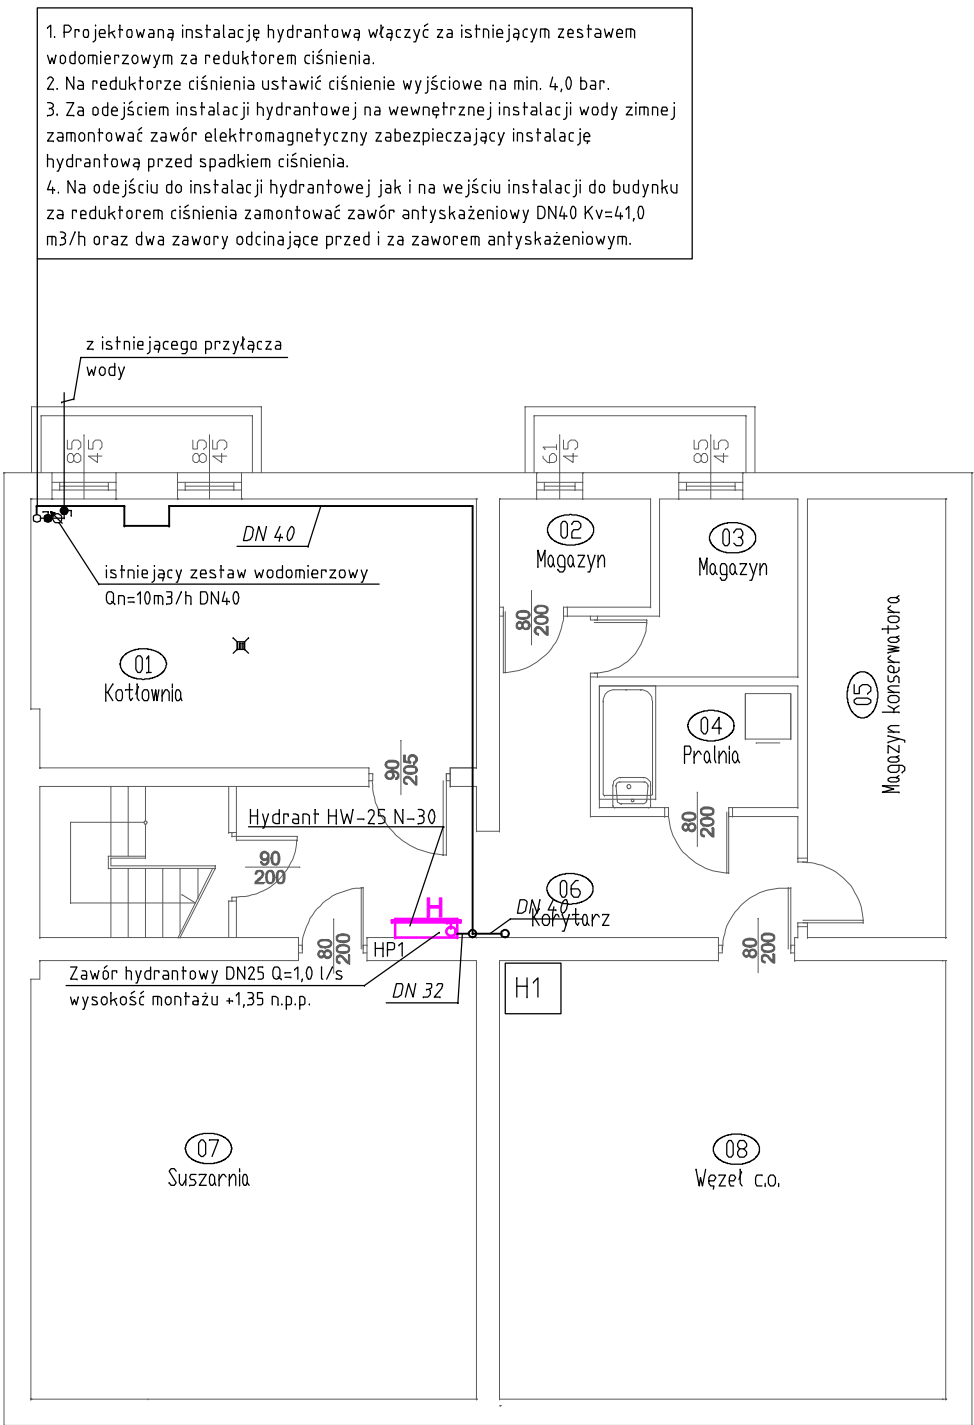 1. Projektowaną instalację hydrantową włączyć za istniejącym zestawem
wodomierzowym za reduktorem ciśnienia.
2. Na reduktorze ciśnienia ustawić ciśnienie wyjściowe na min. 4,0 bar.
3. Za odejściem instalacji hydrantowej na wewnętrznej instalacji wody zimnej
zamontować zawór elektromagnetyczny zabezpieczający instalację
hydrantową przed spadkiem ciśnienia.
4. Na odejściu do instalacji hydrantowej jak i na wejściu instalacji do budynku
za reduktorem ciśnienia zamontować zawór antyskażeniowy DN40 Kv=41,0
m3/h oraz dwa zawory odcinające przed i za zaworem antyskażeniowym.
z istniejącego przyłącza
wody
85
45
85
45
61
45
85
45
DN 40
02
Magazyn
03
Magazyn
istniejący zestaw wodomierzowy
Qn=10m3/h DN40
80
200
01
Kotłownia
05
Magazyn konserwatora
04
Pralnia
90
205
80
200
Hydrant HW-25 N-30
90
200
06
Korytarz
DN 40
H
HP1
80
200
80
200
Zawór hydrantowy DN25 Q=1,0 l/s
wysokość montażu +1,35 n.p.p.
DN 32
H1
07
Suszarnia
08
Węzeł c.o.